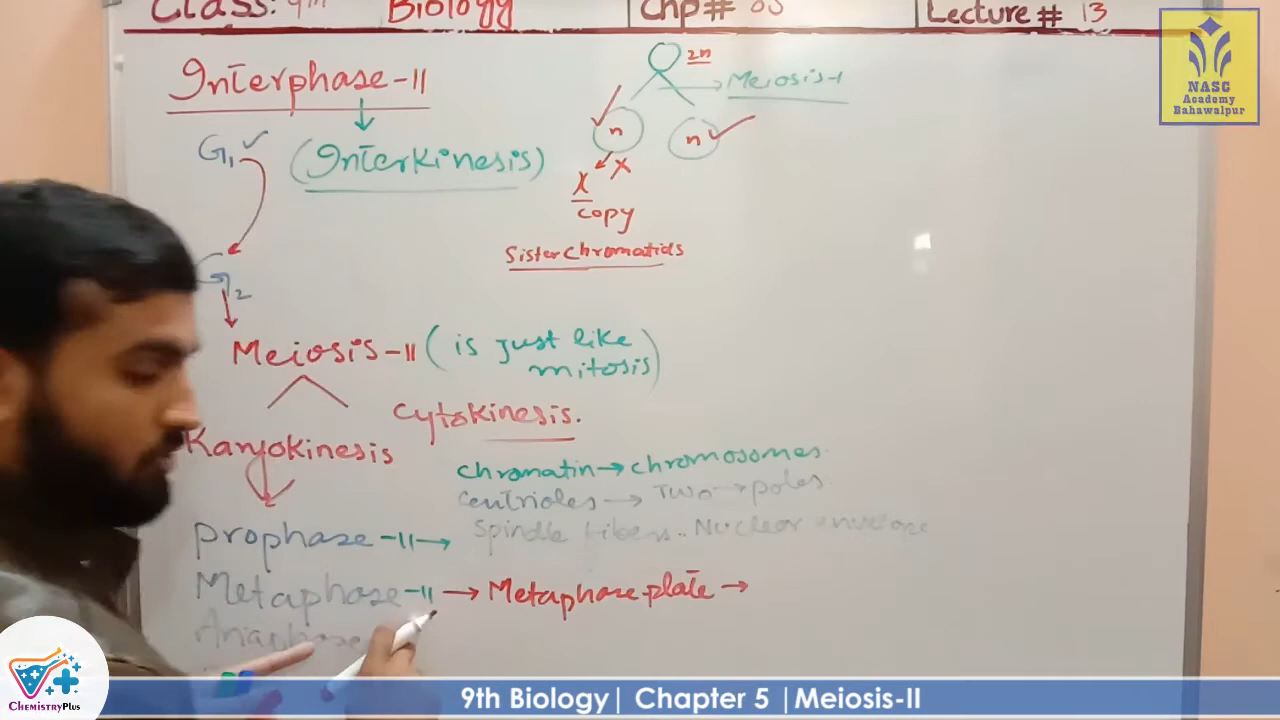 Class: 9th Biology Chp# 05 Lecture # 13
NASC
Academy
Bahawalpur
Interphase-II
2n
Meiosis-I
G1
(Interkinesis)
n
n
X
X
copy
Sister chromatids
G2
Meiosis-II (is just like
mitosis)
Cytokinesis.
Karyokinesis
chromatin → chromosomes.
centrioles → Two → poles.
Prophase-II →
Spindle fibers.. Nuclear envelope
Metaphase-II → Metaphase plate →
Anaphase
ChemistryPlus
9th Biology| Chapter 5 |Meiosis-II